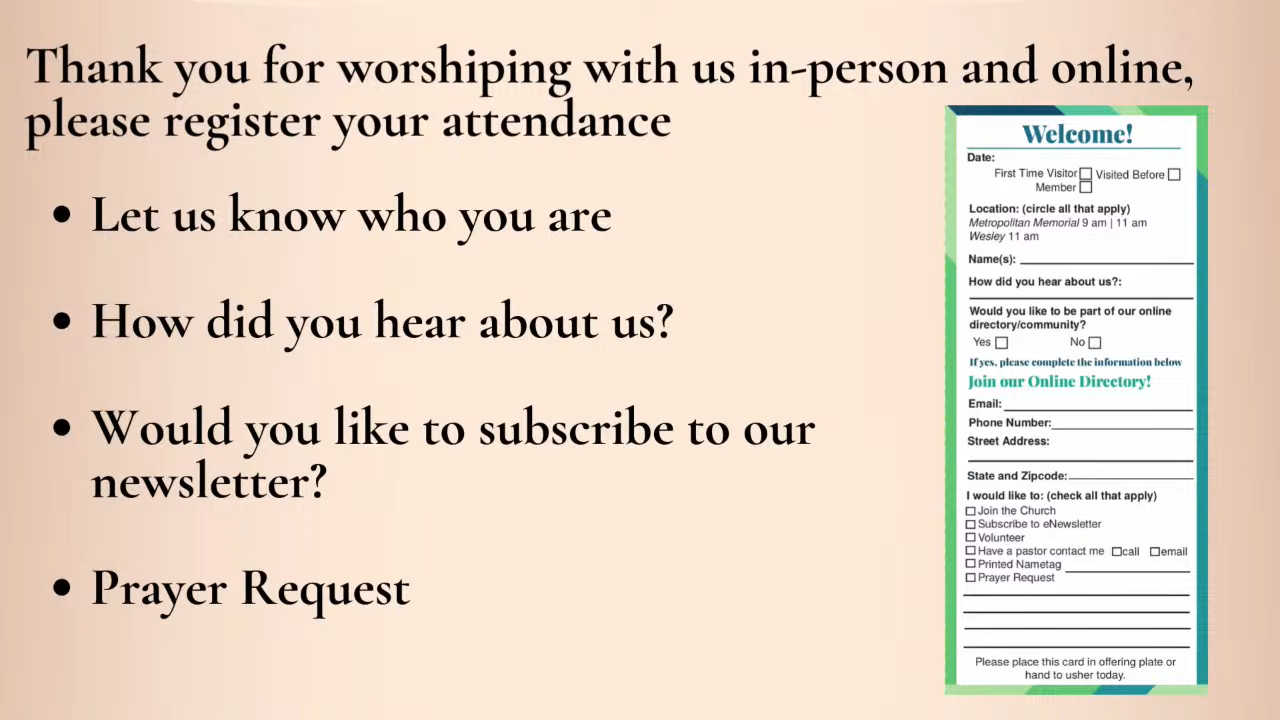 Thank you for worshiping with us in-person and online,
please register your attendance
• Let us know who you are
• How did you hear about us?
• Would you like to subscribe to our
newsletter?
• Prayer Request
Welcome!
Date:
First Time Visitor Visited Before
Member
Location: (circle all that apply)
Metropolitan Memorial 9 am | 11 am
Wesley 11 am
Name(s):
How did you hear about us?:
Would you like to be part of our online
directory/community?
Yes No
If yes, please complete the information below
Join our Online Directory!
Email:
Phone Number:
Street Address:
State and Zipcode:
I would like to: (check all that apply)
Join the Church
Subscribe to eNewsletter
Volunteer
Have a pastor contact me call email
Printed Nametag
Prayer Request
Please place this card in offering plate or
hand to usher today.